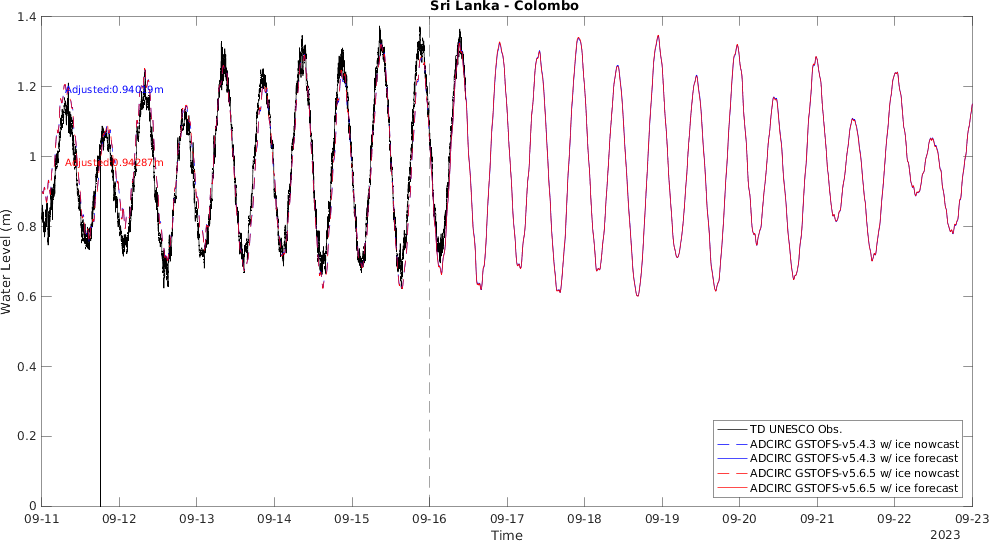 Sri Lanka - Colombo
1.4
1.2
1
0.8
0.6
0.4
0.2
0
Water Level (m)
Adjusted:0.94287m
TD UNESCO Obs.
ADCIRC GSTOFS-v5.4.3 w/ ice nowcast
ADCIRC GSTOFS-v5.4.3 w/ ice forecast
ADCIRC GSTOFS-v5.6.5 w/ ice nowcast
ADCIRC GSTOFS-v5.6.5 w/ ice forecast
09-11 09-12 09-13 09-14 09-15 09-16 09-17 09-18 09-19 09-20 09-21 09-22 09-23
Time
2023